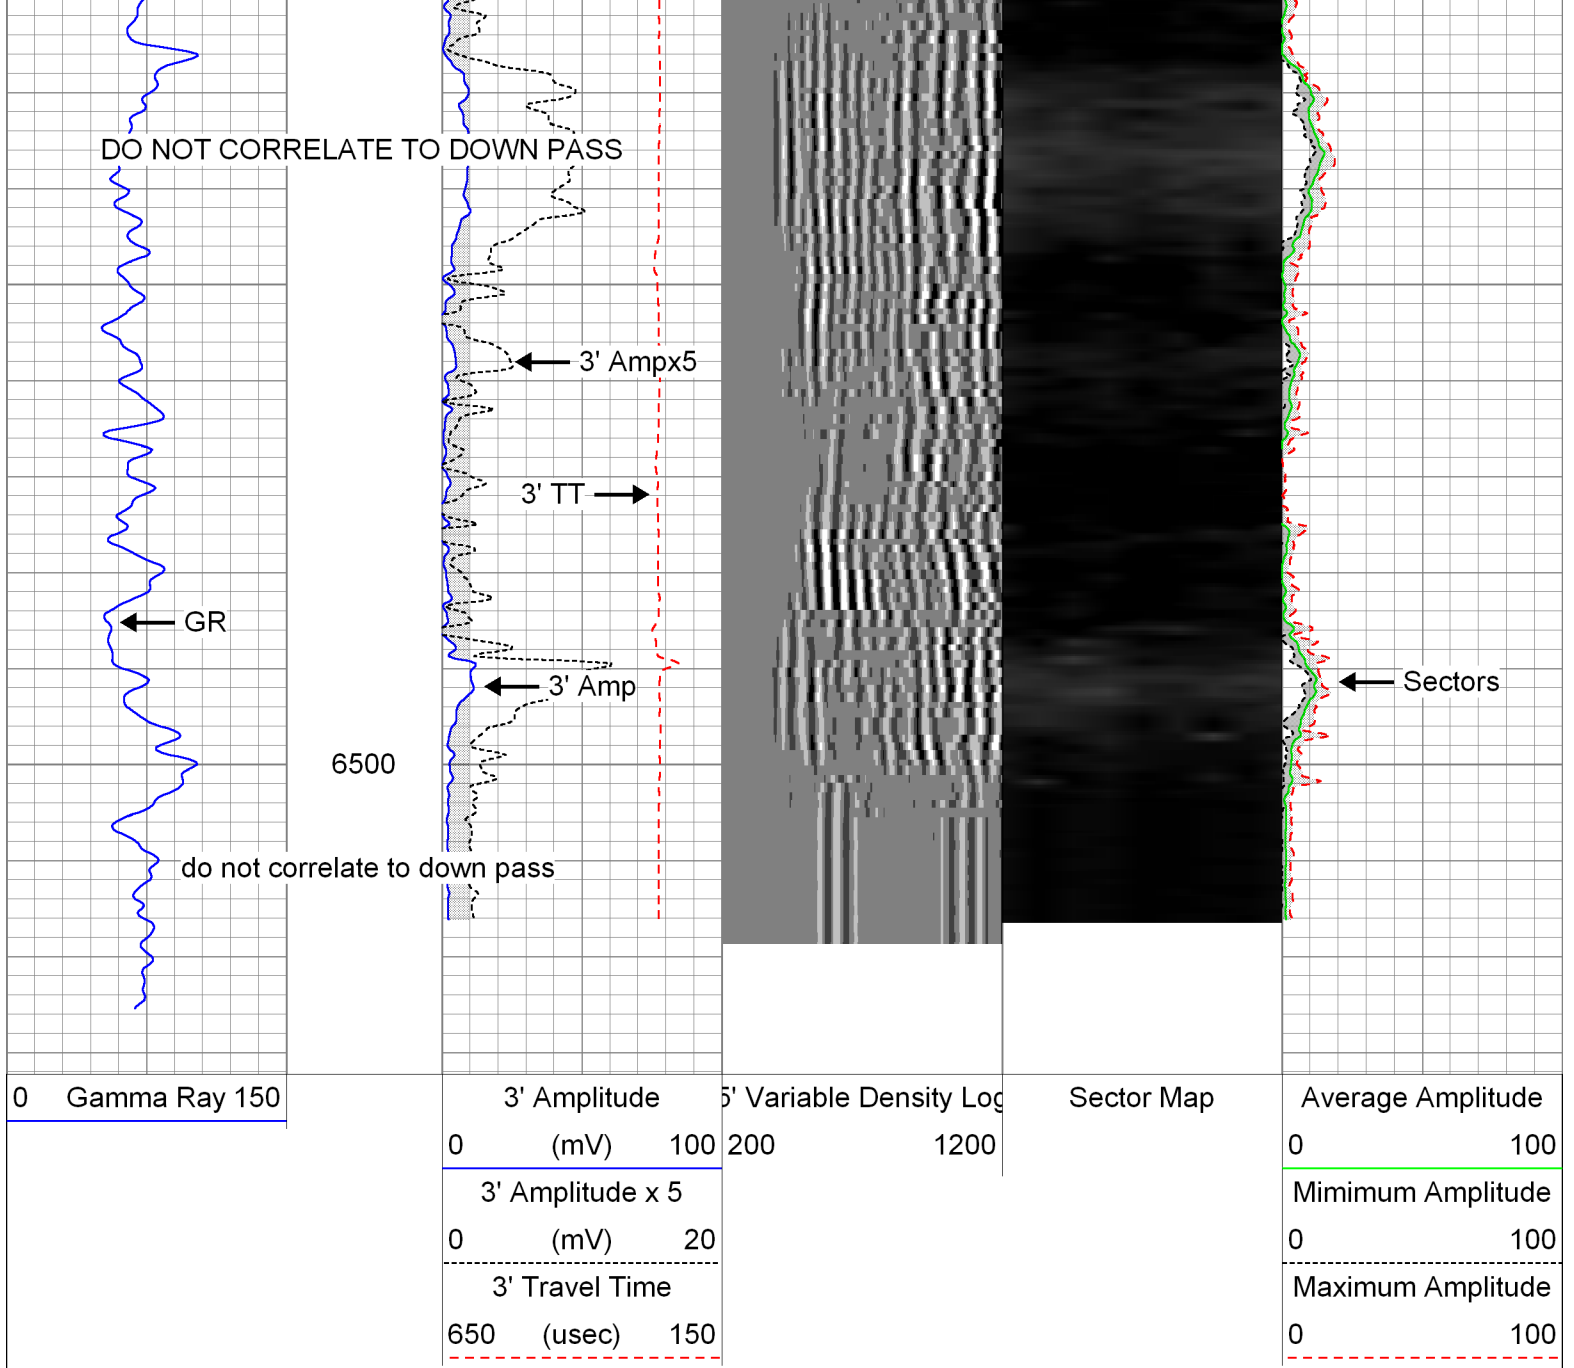 DO NOT CORRELATE TO DOWN PASS
3' Ampx5
3' TT
GR
3' Amp
Sectors
6500
do not correlate to down pass
0 Gamma Ray 150
3' Amplitude
0 (mV) 100
3' Amplitude x 5
0 (mV) 20
3' Travel Time
650 (usec) 150
5' Variable Density Log
200 1200
Sector Map
Average Amplitude
0 100
Mimimum Amplitude
0 100
Maximum Amplitude
0 100